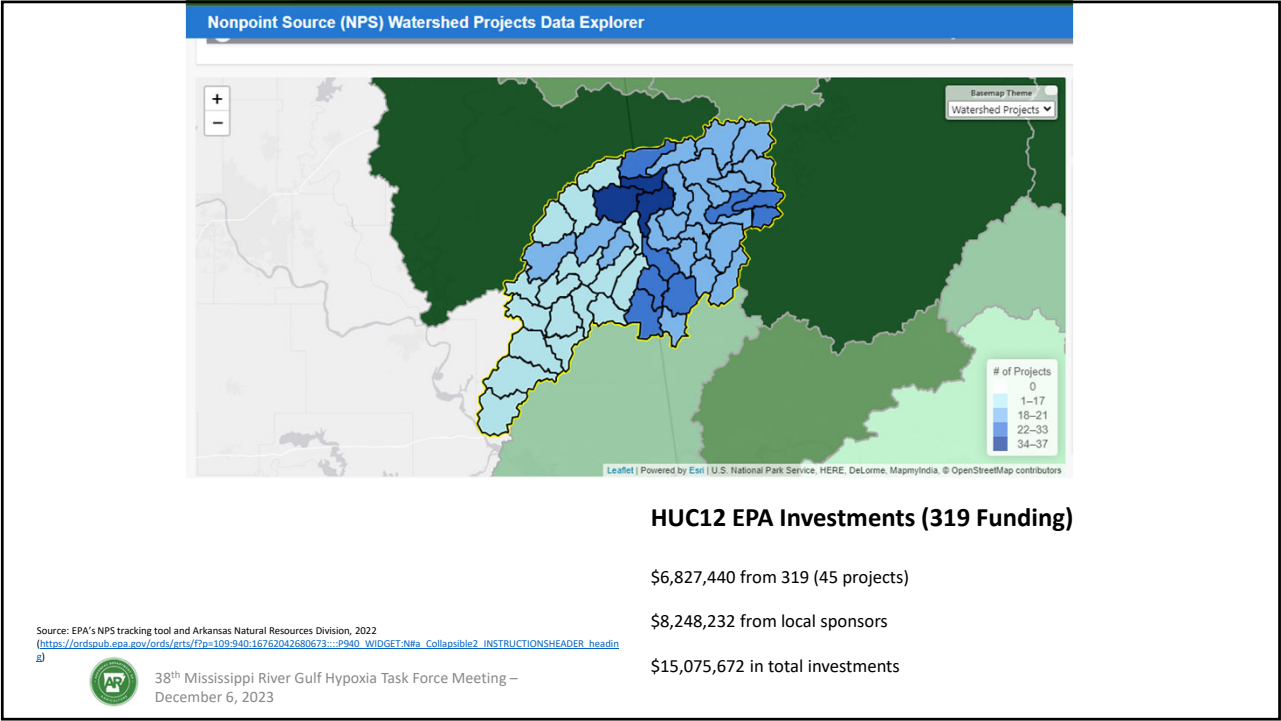 Nonpoint Source (NPS) Watershed Projects Data Explorer
+
−
Basemap Theme
Watershed Projects
# of Projects
0
1–17
18–21
22–33
34–37
Leaflet | Powered by Esri | U.S. National Park Service, HERE, DeLorme, MapmyIndia, © OpenStreetMap contributors
HUC12 EPA Investments (319 Funding)
$6,827,440 from 319 (45 projects)
$8,248,232 from local sponsors
$15,075,672 in total investments
Source: EPA's NPS tracking tool and Arkansas Natural Resources Division, 2022
(https://ordspub.epa.gov/ords/grts/f?p=109:940:16762042680673::::P940_WIDGET:N#a_Collapsible2_INSTRUCTIONSHEADER_headin
g)
AR
38th Mississippi River Gulf Hypoxia Task Force Meeting –
December 6, 2023